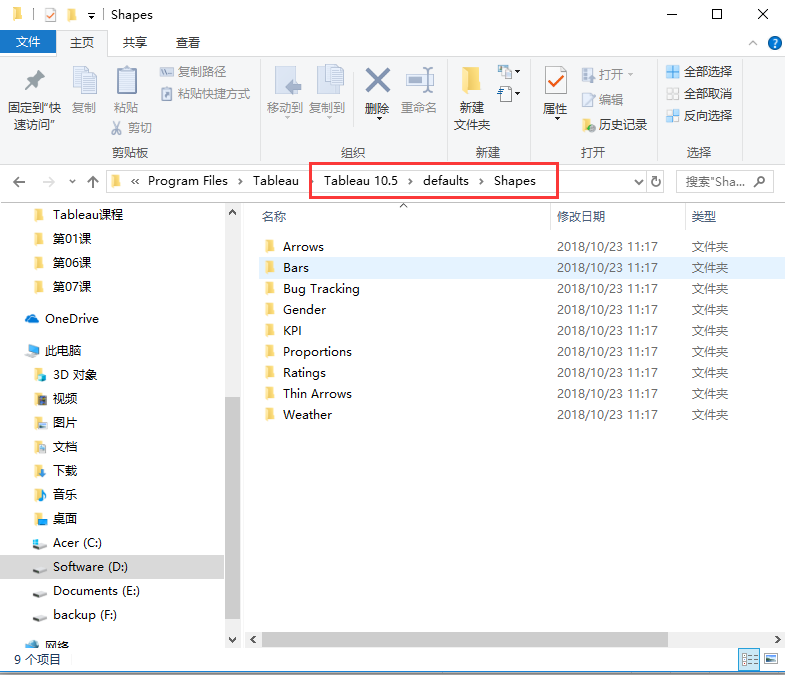 Shapes
文件 主页 共享 查看
固定到"快速访问"
复制
粘贴
复制路径
粘贴快捷方式
剪切
剪贴板
移动到
复制到
删除
重命名
组织
新建文件夹
新建
属性
打开
编辑
历史记录
打开
全部选择
全部取消
反向选择
选择
« Program Files › Tableau › Tableau 10.5 › defaults › Shapes
搜索"Sha...
Tableau课程
第01课
第06课
第07课
OneDrive
此电脑
3D 对象
视频
图片
文档
下载
音乐
桌面
Acer (C:)
Software (D:)
Documents (E:)
backup (F:)
网络
名称 修改日期 类型
Arrows 2018/10/23 11:17 文件夹
Bars 2018/10/23 11:17 文件夹
Bug Tracking 2018/10/23 11:17 文件夹
Gender 2018/10/23 11:17 文件夹
KPI 2018/10/23 11:17 文件夹
Proportions 2018/10/23 11:17 文件夹
Ratings 2018/10/23 11:17 文件夹
Thin Arrows 2018/10/23 11:17 文件夹
Weather 2018/10/23 11:17 文件夹
9 个项目